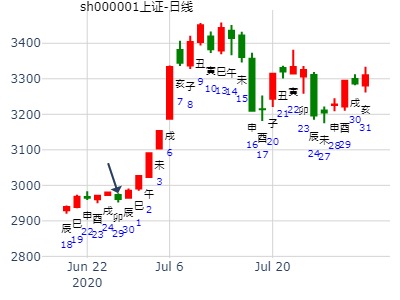 sh000001上证-日线
3400
3300
3200
3100
3000
2900
2800
辰
18
巳
19
申
22
酉
23
戌
24
卯
29
辰
30
巳
1
午
2
未
3
戌
6
亥
7
子
8
丑
9
寅
10
巳
13
午
14
未
15
申
16
酉
17
子
20
丑
21
寅
22
卯
23
辰
24
未
27
申
28
酉
29
戌
30
亥
31
Jun 22
2020
Jul 6
Jul 20